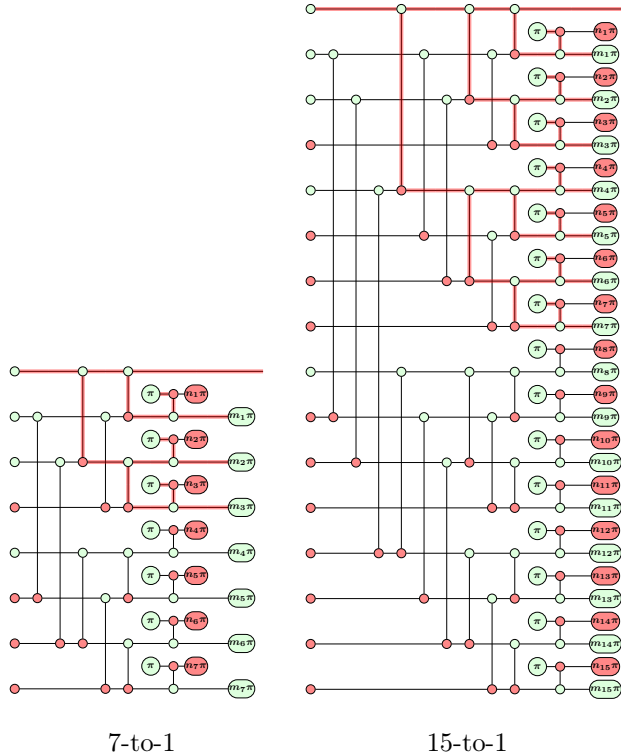 π n₁π
m₁π
π n₂π
m₂π
π n₃π
m₃π
π n₄π
m₄π
π n₅π
m₅π
π n₆π
m₆π
π n₇π
m₇π
7-to-1
π n₁π
m₁π
π n₂π
m₂π
π n₃π
m₃π
π n₄π
m₄π
π n₅π
m₅π
π n₆π
m₆π
π n₇π
m₇π
π n₈π
m₈π
π n₉π
m₉π
π n₁₀π
m₁₀π
π n₁₁π
m₁₁π
π n₁₂π
m₁₂π
π n₁₃π
m₁₃π
π n₁₄π
m₁₄π
π n₁₅π
m₁₅π
15-to-1